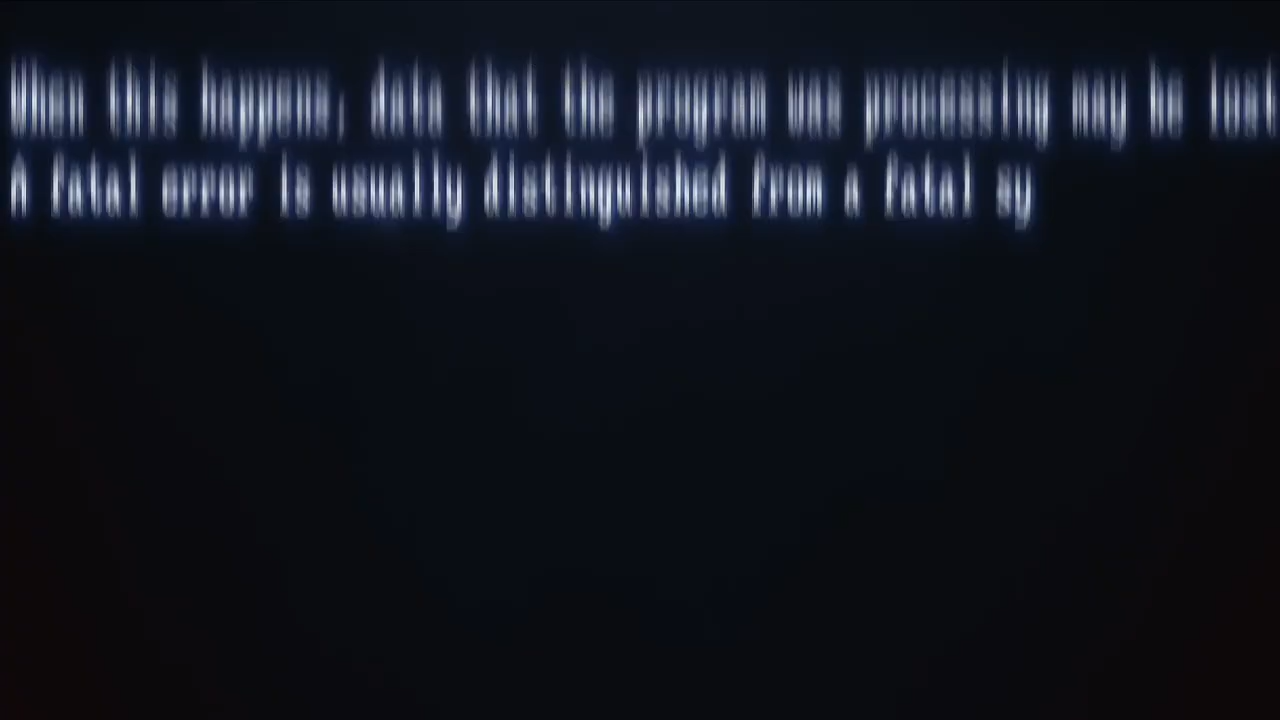 When this happens, data that the program was processing may be lost
A fatal error is usually distinguished from a fatal sy